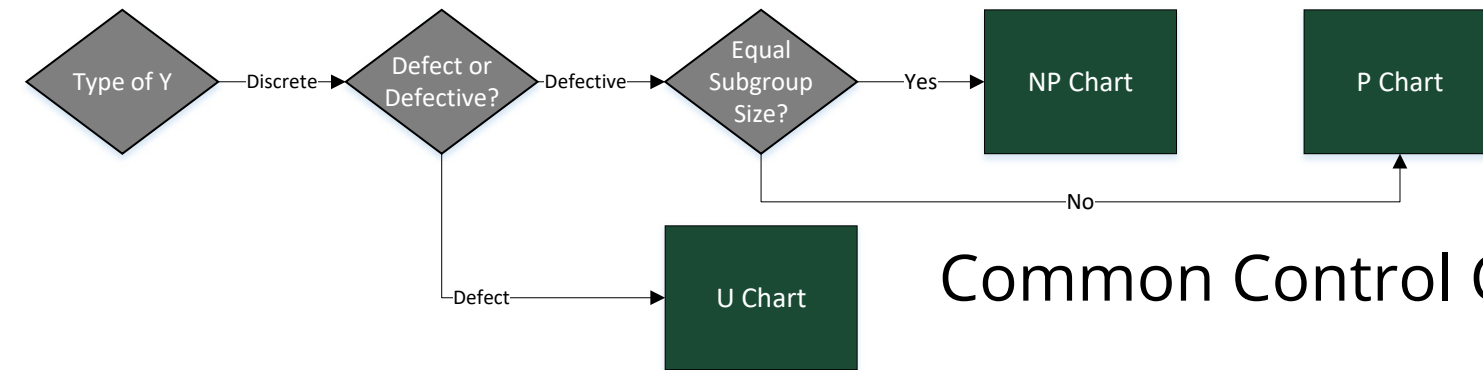 Type of Y
Discrete
Defect or
Defective?
Defective
Equal
Subgroup
Size?
Yes
NP Chart
P Chart
No
Defect
U Chart
Common Control